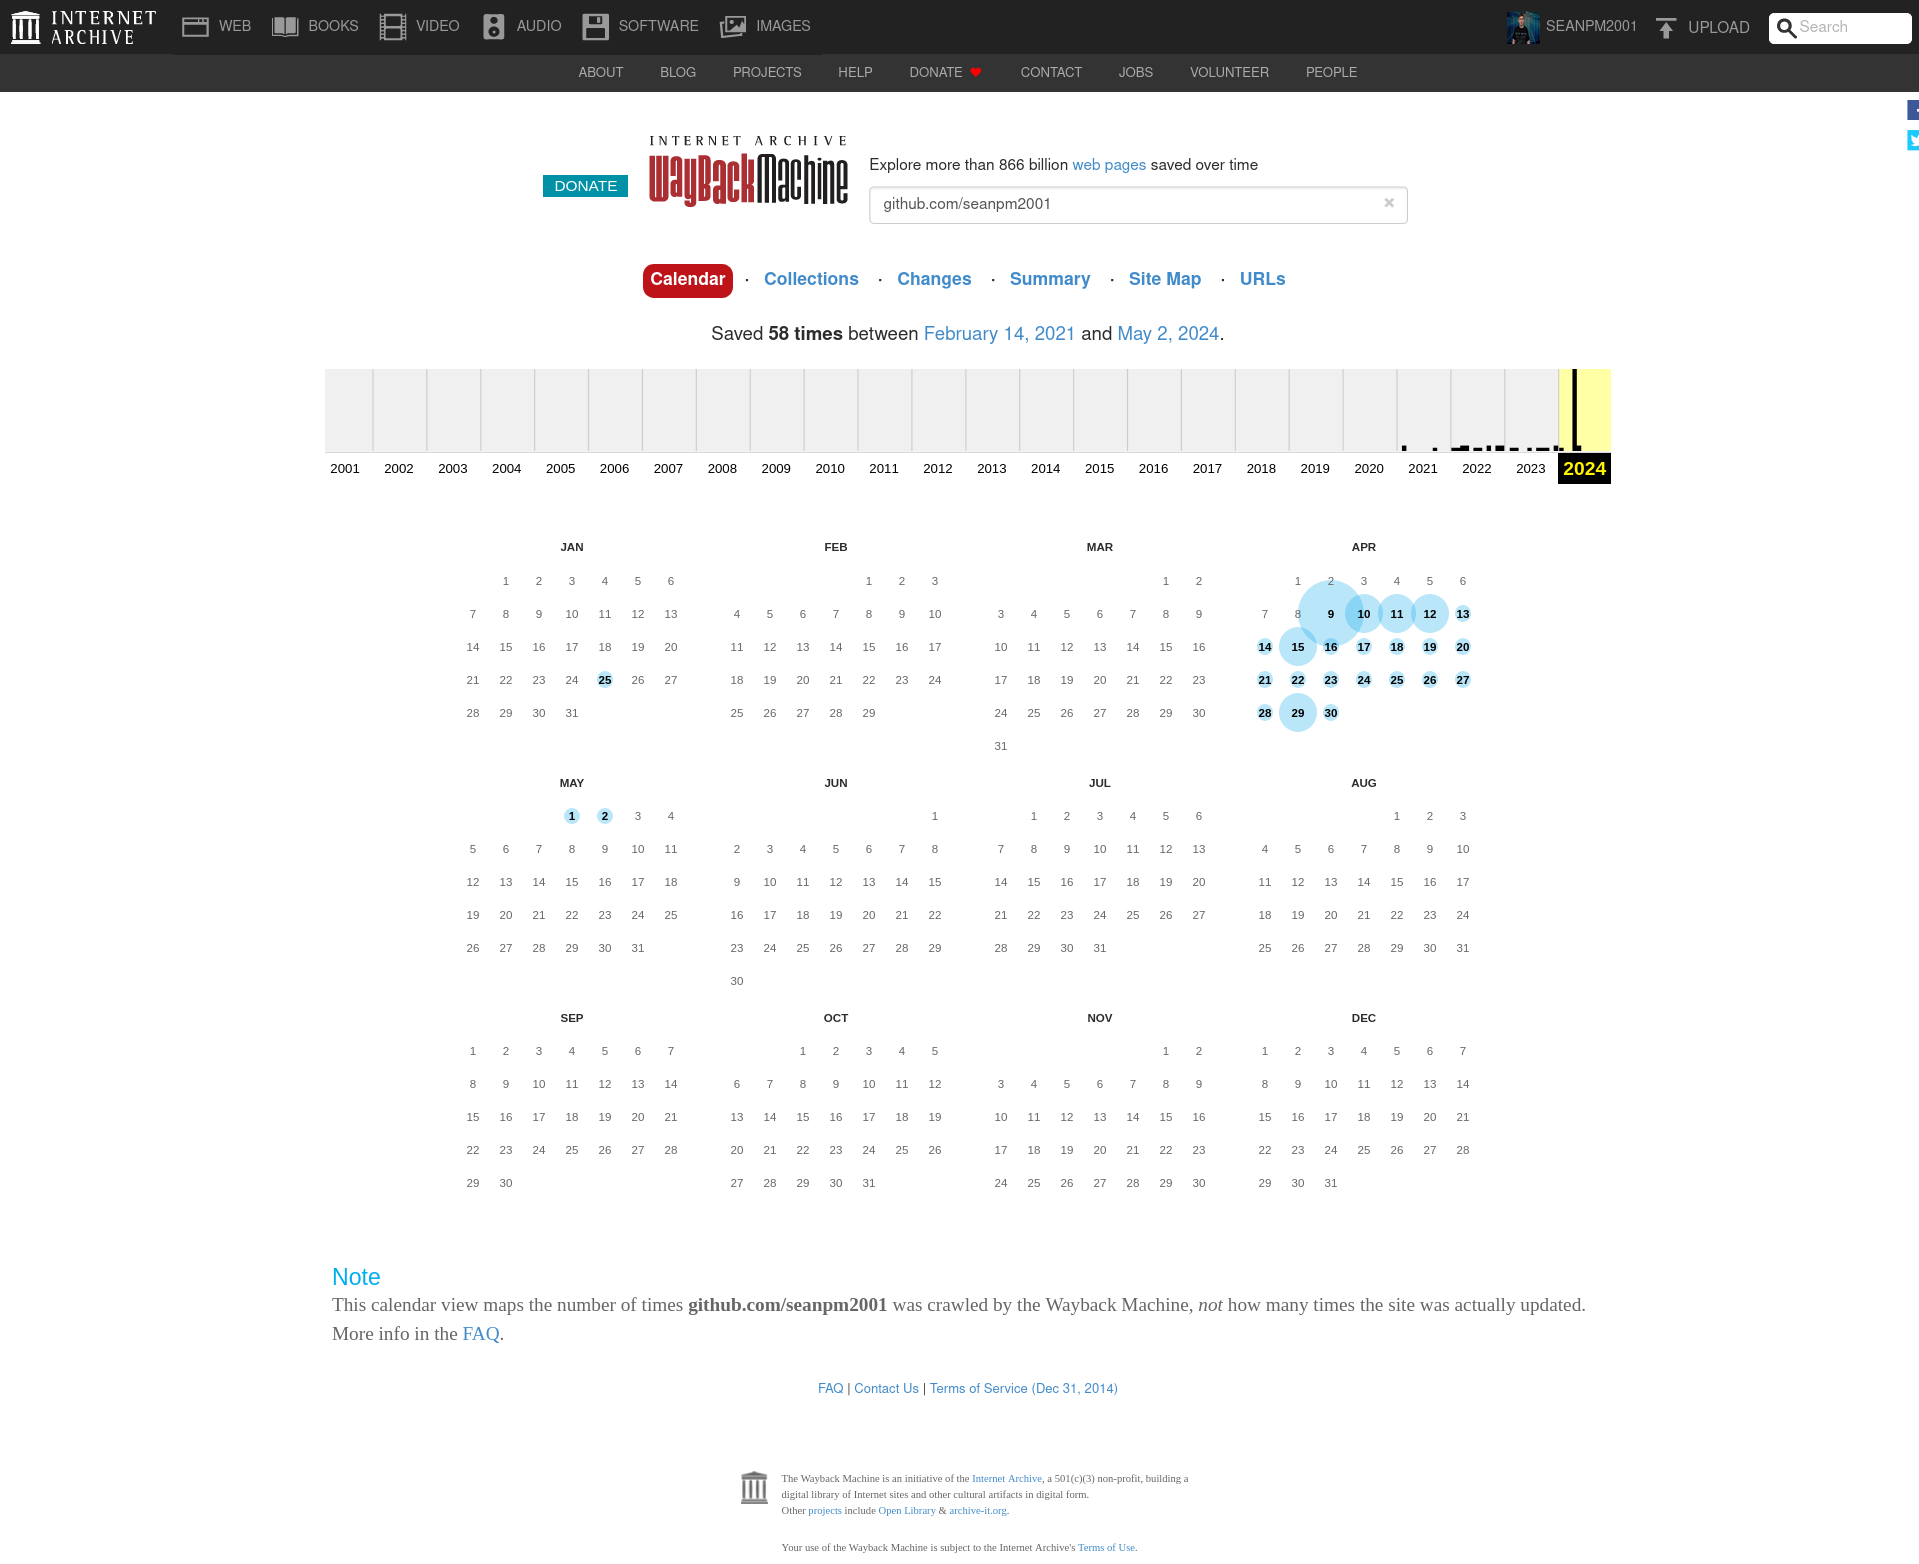 INTERNET ARCHIVE WEB BOOKS VIDEO AUDIO SOFTWARE IMAGES SEANPM2001 UPLOAD Search
ABOUT BLOG PROJECTS HELP DONATE CONTACT JOBS VOLUNTEER PEOPLE
INTERNET ARCHIVE
WayBackMachine
DONATE
Explore more than 866 billion web pages saved over time
github.com/seanpm2001 ×
Calendar · Collections · Changes · Summary · Site Map · URLs
Saved 58 times between February 14, 2021 and May 2, 2024.
2001 2002 2003 2004 2005 2006 2007 2008 2009 2010 2011 2012 2013 2014 2015 2016 2017 2018 2019 2020 2021 2022 2023 2024
JAN FEB MAR APR
1 2 3 4 5 6 1 2 3 1 2 1 2 3 4 5 6
7 8 9 10 11 12 13 4 5 6 7 8 9 10 3 4 5 6 7 8 9 7 8 9 10 11 12 13
14 15 16 17 18 19 20 11 12 13 14 15 16 17 10 11 12 13 14 15 16 14 15 16 17 18 19 20
21 22 23 24 25 26 27 18 19 20 21 22 23 24 17 18 19 20 21 22 23 21 22 23 24 25 26 27
28 29 30 31 25 26 27 28 29 24 25 26 27 28 29 30 28 29 30
31
MAY JUN JUL AUG
1 2 3 4 1 1 2 3 4 5 6 1 2 3
5 6 7 8 9 10 11 2 3 4 5 6 7 8 7 8 9 10 11 12 13 4 5 6 7 8 9 10
12 13 14 15 16 17 18 9 10 11 12 13 14 15 14 15 16 17 18 19 20 11 12 13 14 15 16 17
19 20 21 22 23 24 25 16 17 18 19 20 21 22 21 22 23 24 25 26 27 18 19 20 21 22 23 24
26 27 28 29 30 31 23 24 25 26 27 28 29 28 29 30 31 25 26 27 28 29 30 31
30
SEP OCT NOV DEC
1 2 3 4 5 6 7 1 2 3 4 5 1 2 1 2 3 4 5 6 7
8 9 10 11 12 13 14 6 7 8 9 10 11 12 3 4 5 6 7 8 9 8 9 10 11 12 13 14
15 16 17 18 19 20 21 13 14 15 16 17 18 19 10 11 12 13 14 15 16 15 16 17 18 19 20 21
22 23 24 25 26 27 28 20 21 22 23 24 25 26 17 18 19 20 21 22 23 22 23 24 25 26 27 28
29 30 27 28 29 30 31 24 25 26 27 28 29 30 29 30 31
Note
This calendar view maps the number of times github.com/seanpm2001 was crawled by the Wayback Machine, not how many times the site was actually updated.
More info in the FAQ.
FAQ | Contact Us | Terms of Service (Dec 31, 2014)
The Wayback Machine is an initiative of the Internet Archive, a 501(c)(3) non-profit, building a
digital library of Internet sites and other cultural artifacts in digital form.
Other projects include Open Library & archive-it.org.
Your use of the Wayback Machine is subject to the Internet Archive's Terms of Use.